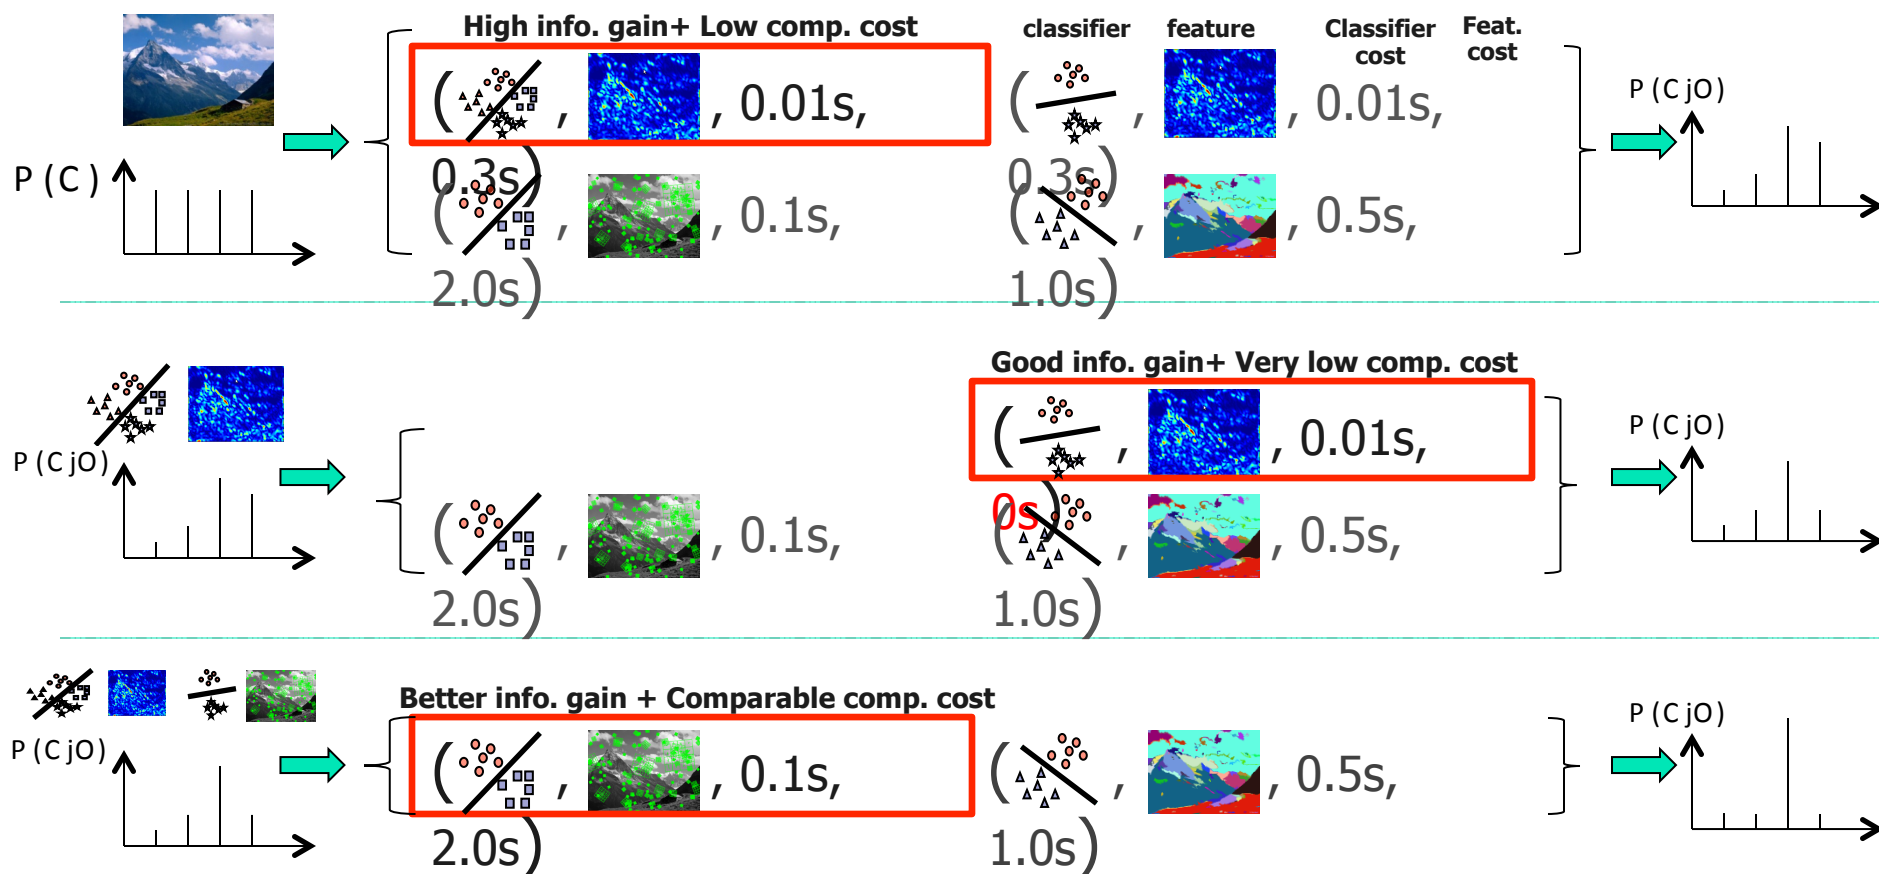 High info. gain+ Low comp. cost
classifier feature Classifier cost Feat. cost
( , , 0.01s, 0.3s)
( , , 0.01s, 0.3s)
P (C)
( , , 0.1s, 2.0s)
( , , 0.5s, 1.0s)
P (C jO)
Good info. gain+ Very low comp. cost
P (C jO)
( , , 0.01s, 0s)
( , , 0.1s, 2.0s)
( , , 0.5s, 1.0s)
P (C jO)
Better info. gain + Comparable comp. cost
P (C jO)
( , , 0.1s, 2.0s)
( , , 0.5s, 1.0s)
P (C jO)